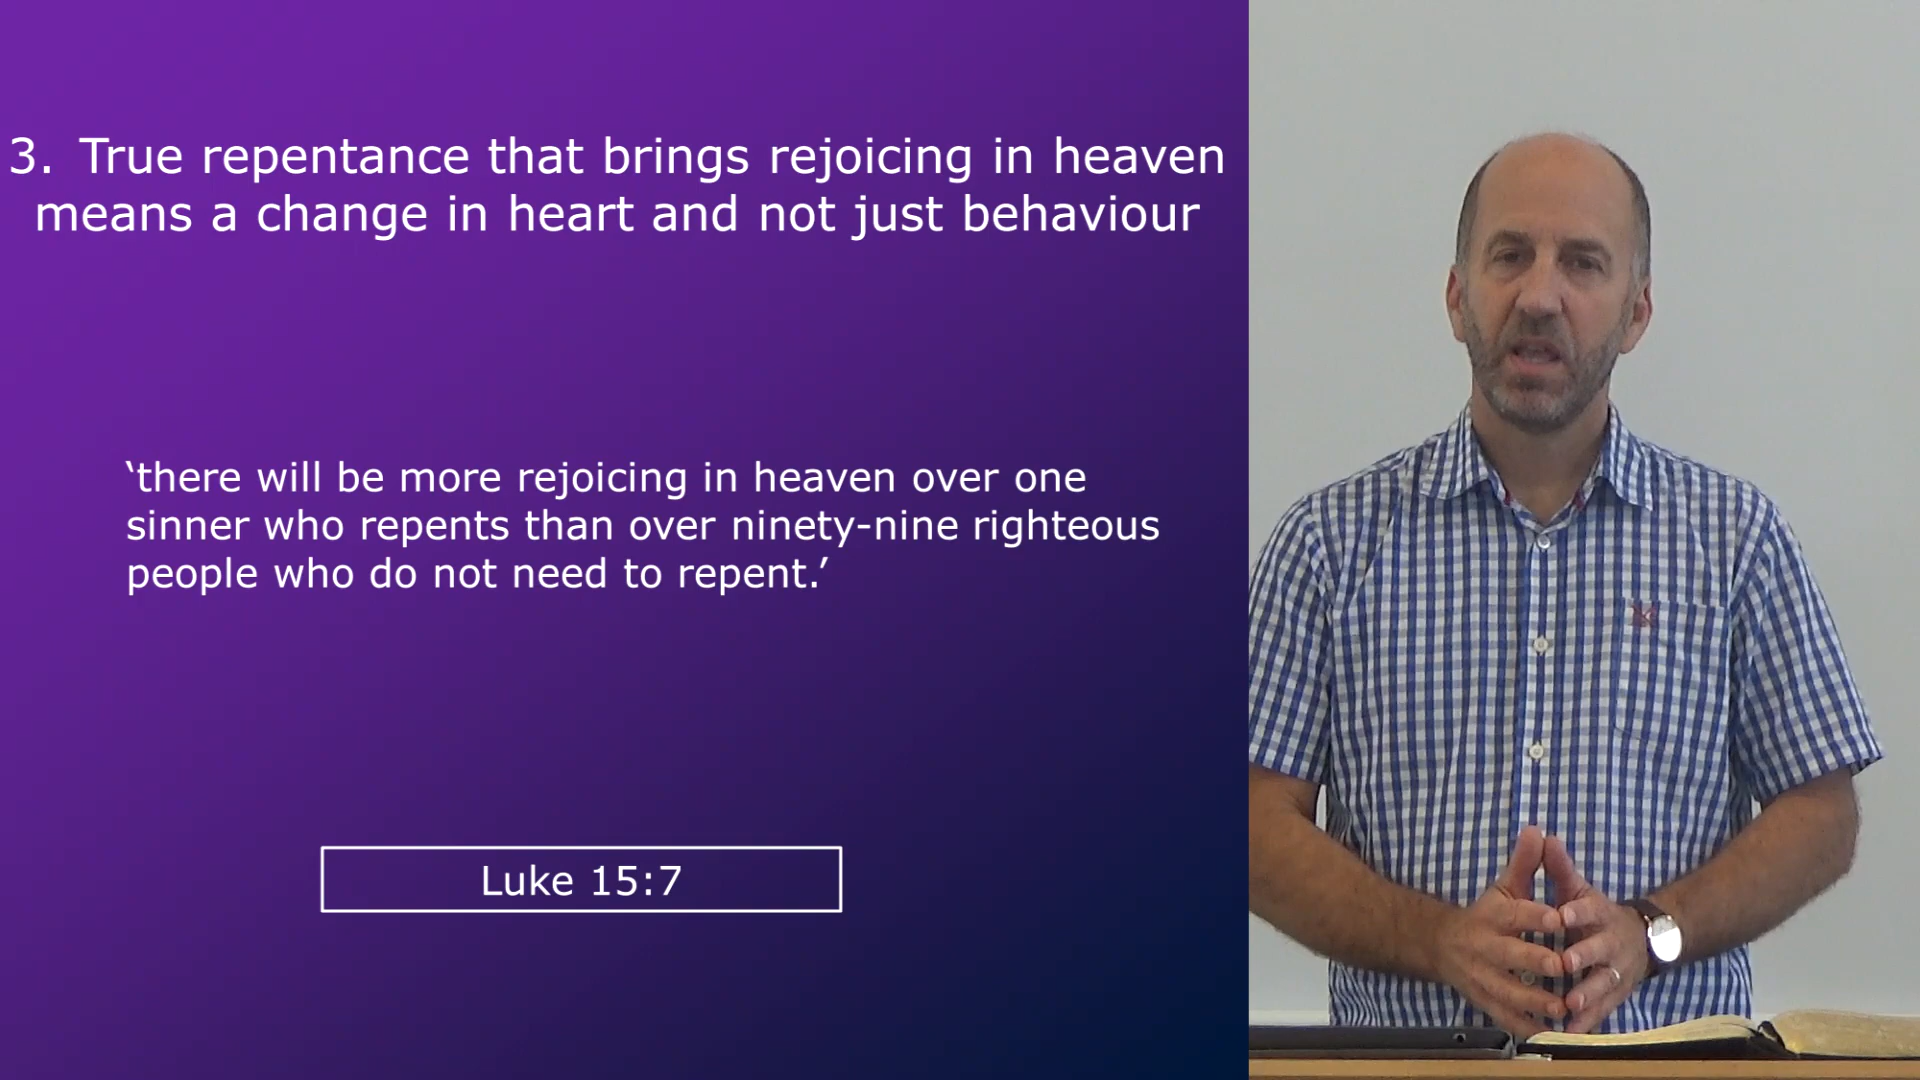 3. True repentance that brings rejoicing in heaven
means a change in heart and not just behaviour
‘there will be more rejoicing in heaven over one
sinner who repents than over ninety-nine righteous
people who do not need to repent.’
Luke 15:7